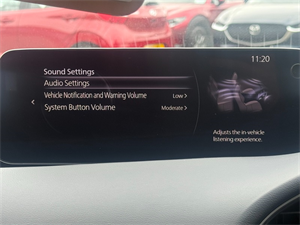 11:20
Sound Settings
Audio Settings
Vehicle Notification and Warning Volume Low >
System Button Volume Moderate >
Adjusts the in-vehicle
listening experience.